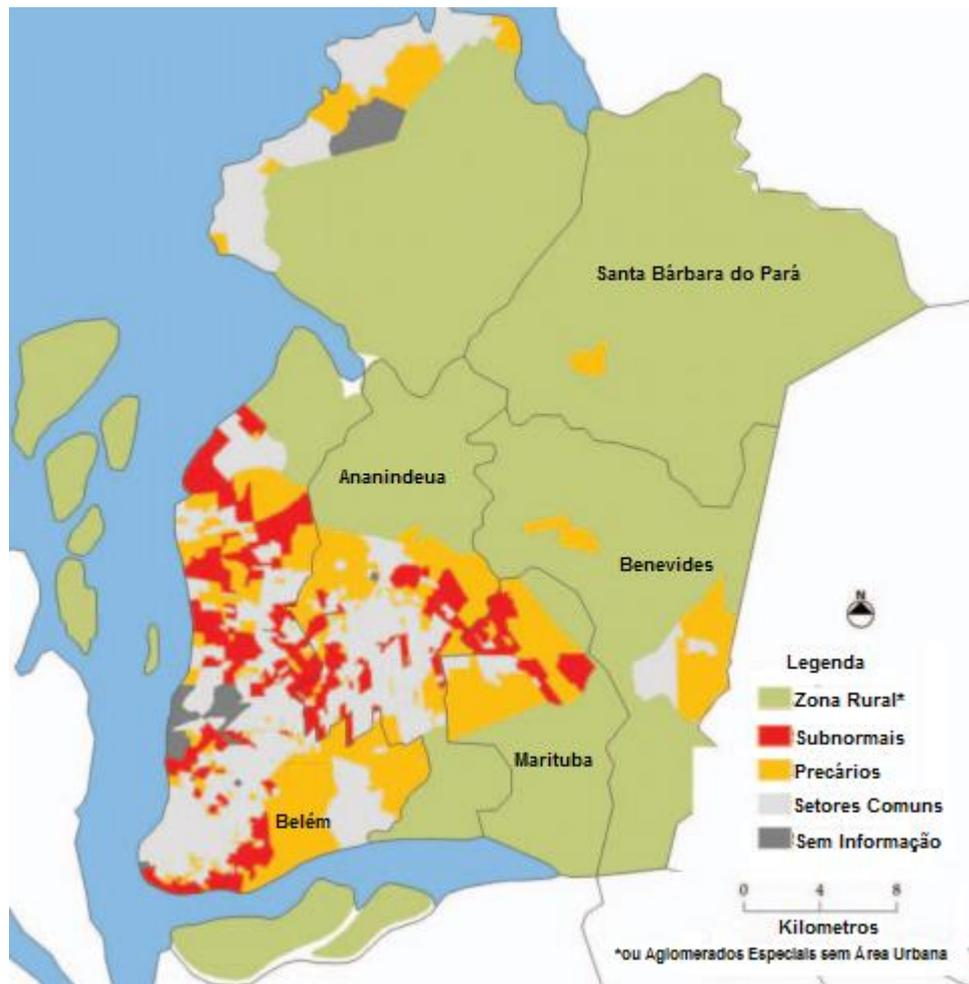 Santa Bárbara do Pará
Ananindeua
Benevides
Marituba
Belém
N
Legenda
Zona Rural*
Subnormais
Precários
Setores Comuns
Sem Informação
0 4 8
Kilometros
*ou Aglomerados Especiais sem Área Urbana